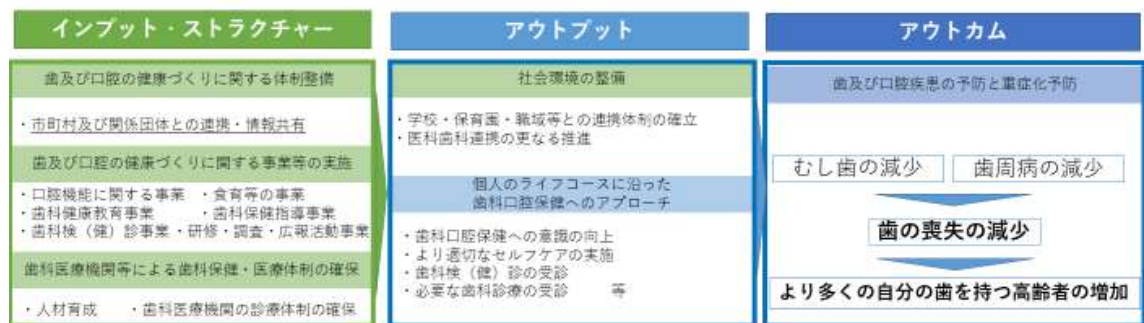 インプット・ストラクチャー
歯及び口腔の健康づくりに関する体制整備
・市町村及び関係団体との連携・情報共有
歯及び口腔の健康づくりに関する事業等の実施
・口腔機能に関する事業　・食育等の事業
・歯科健康教育事業　・歯科保健指導事業
・歯科検（健）診事業・研修・調査・広報活動事業
歯科医療機関等による歯科保健・医療体制の確保
・人材育成　・歯科医療機関の診療体制の確保
アウトプット
社会環境の整備
・学校・保育園・職域等との連携体制の確立
・医科歯科連携の更なる推進
個人のライフコースに沿った
歯科口腔保健へのアプローチ
・歯科口腔保健への意識の向上
・より適切なセルフケアの実施
・歯科検（健）診の受診
・必要な歯科診療の受診　等
アウトカム
歯及び口腔疾患の予防と重症化予防
むし歯の減少　歯周病の減少
歯の喪失の減少
より多くの自分の歯を持つ高齢者の増加